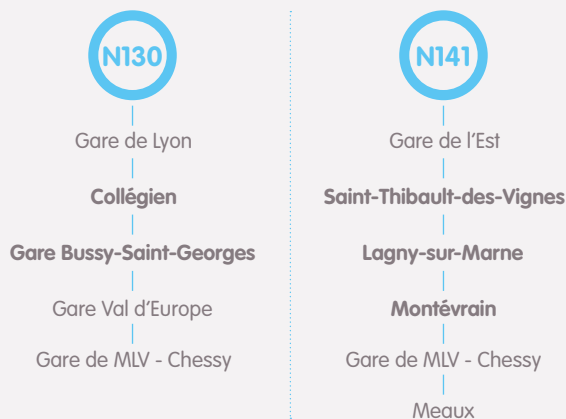 N130
Gare de Lyon
Collégien
Gare Bussy-Saint-Georges
Gare Val d'Europe
Gare de MLV - Chessy
N141
Gare de l'Est
Saint-Thibault-des-Vignes
Lagny-sur-Marne
Montévrain
Gare de MLV - Chessy
Meaux